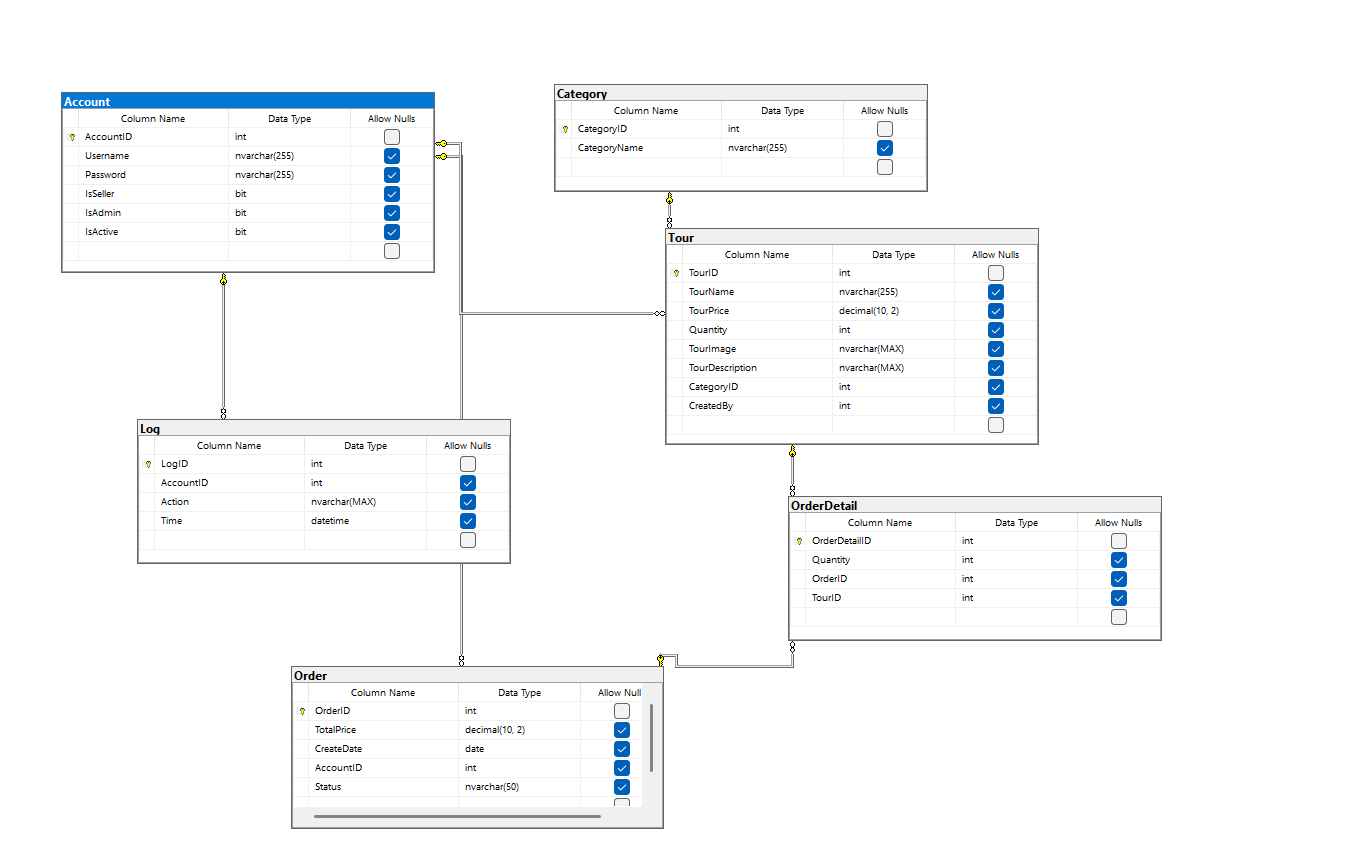 Account
Column Name Data Type Allow Nulls
AccountID int
Username nvarchar(255)
Password nvarchar(255)
IsSeller bit
IsAdmin bit
IsActive bit
Category
Column Name Data Type Allow Nulls
CategoryID int
CategoryName nvarchar(255)
Tour
Column Name Data Type Allow Nulls
TourID int
TourName nvarchar(255)
TourPrice decimal(10, 2)
Quantity int
TourImage nvarchar(MAX)
TourDescription nvarchar(MAX)
CategoryID int
CreatedBy int
Log
Column Name Data Type Allow Nulls
LogID int
AccountID int
Action nvarchar(MAX)
Time datetime
OrderDetail
Column Name Data Type Allow Nulls
OrderDetailID int
Quantity int
OrderID int
TourID int
Order
Column Name Data Type Allow Null
OrderID int
TotalPrice decimal(10, 2)
CreateDate date
AccountID int
Status nvarchar(50)